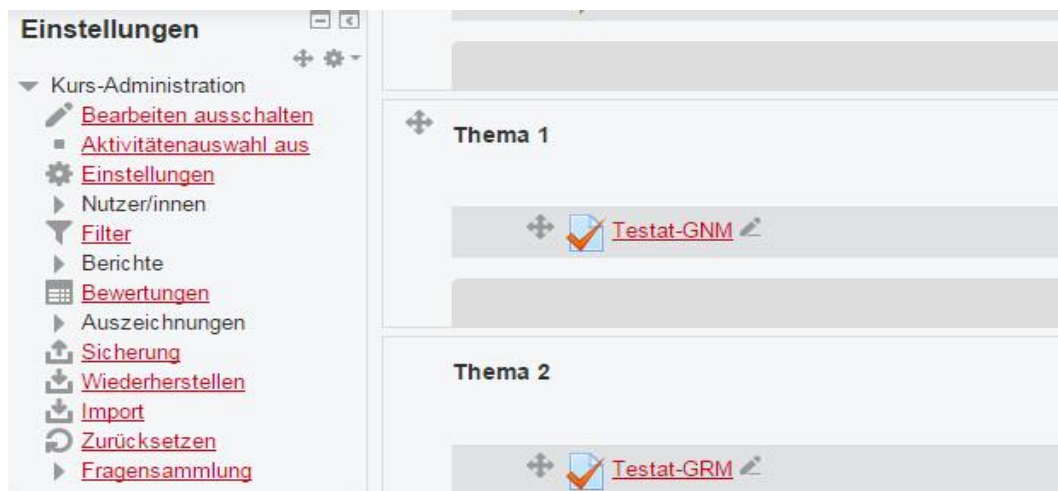 Einstellungen
Kurs-Administration
Bearbeiten ausschalten
Aktivitätenauswahl aus
Einstellungen
Nutzer/innen
Filter
Berichte
Bewertungen
Auszeichnungen
Sicherung
Wiederherstellen
Import
Zurücksetzen
Fragensammlung
Thema 1
Testat-GNM
Thema 2
Testat-GRM